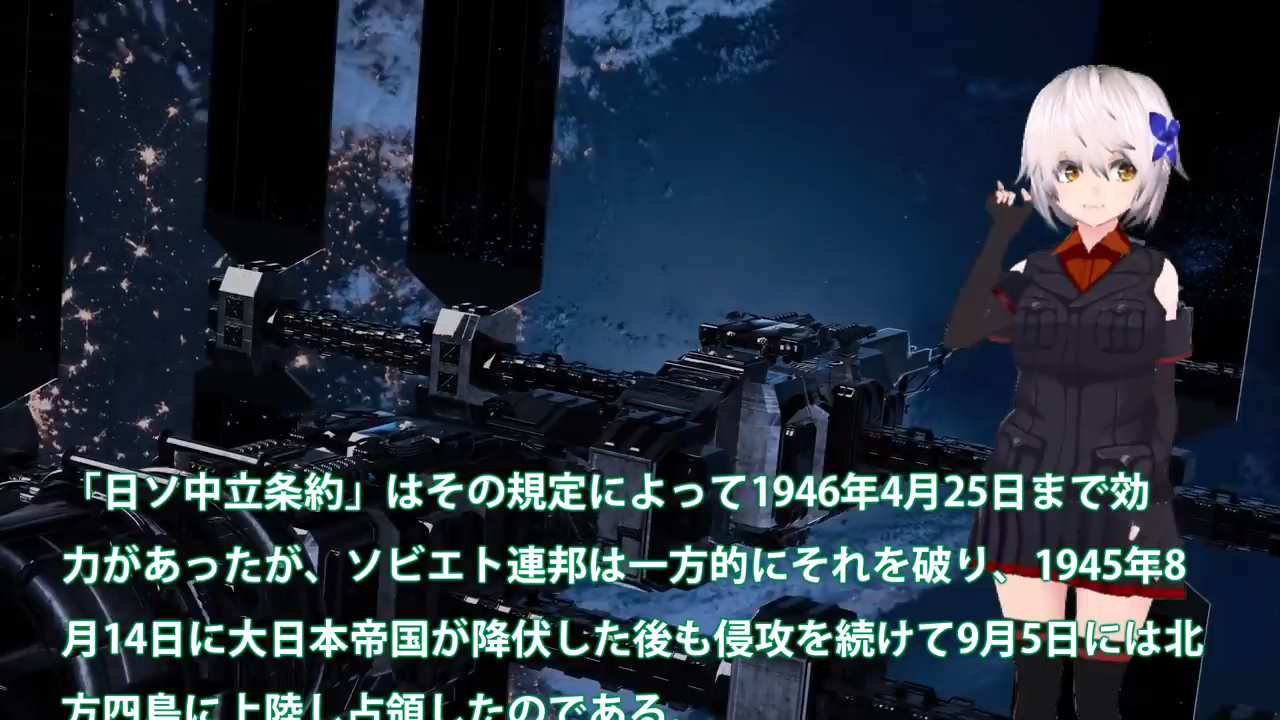 「日ソ中立条約」はその規定によって1946年4月25日まで効
力があったが、ソビエト連邦は一方的にそれを破り、1945年8
月14日に大日本帝国が降伏した後も侵攻を続けて9月5日には北
方四島に上陸し占領したのである。